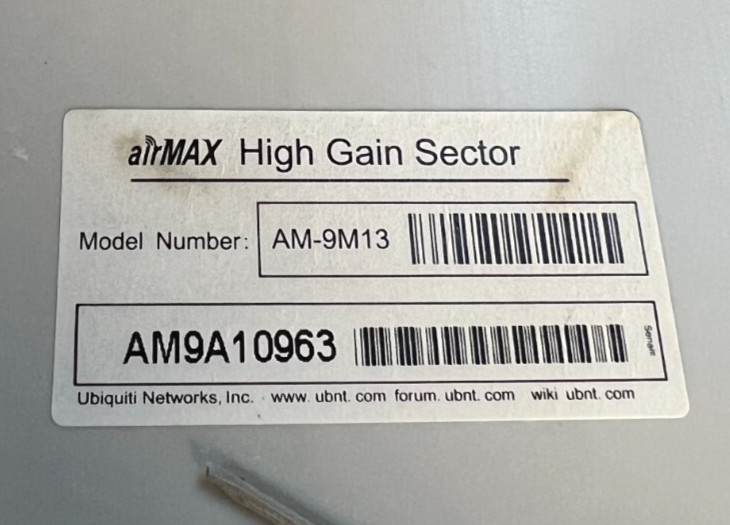 airMAX High Gain Sector
Model Number: AM-9M13
AM9A10963
Serial#
Ubiquiti Networks, Inc. www. ubnt. com forum. ubnt. com wiki ubnt. com